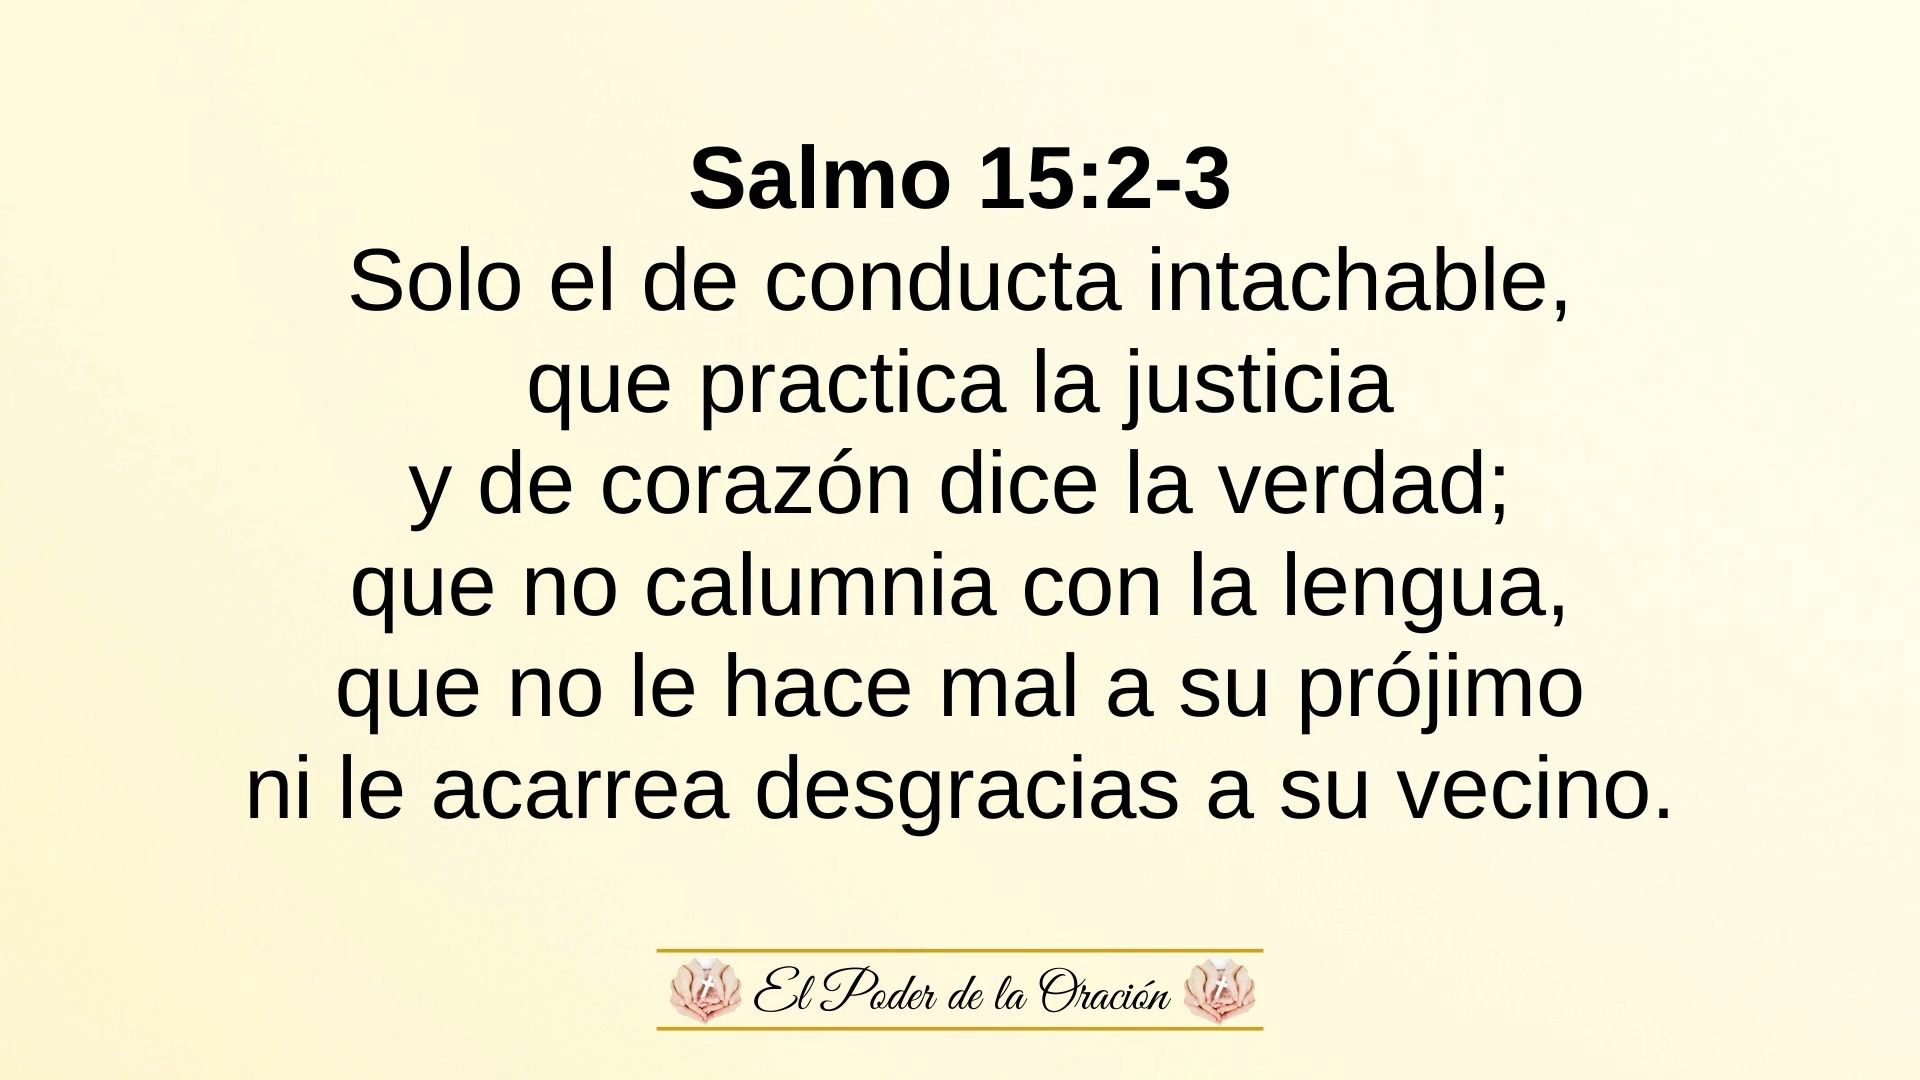 Salmo 15:2-3
Solo el de conducta intachable,
que practica la justicia
y de corazón dice la verdad;
que no calumnia con la lengua,
que no le hace mal a su prójimo
ni le acarrea desgracias a su vecino.
El Poder de la Oración